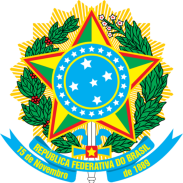 REPÚBLICA FEDERATIVA DO BRASIL
15 de Novembro
de 1889